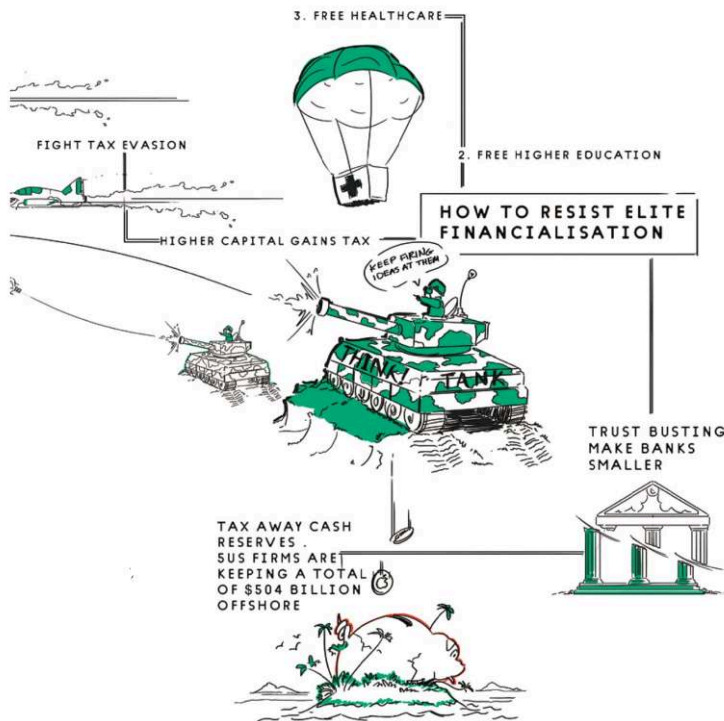 3. FREE HEALTHCARE
FIGHT TAX EVASION
2. FREE HIGHER EDUCATION
HOW TO RESIST ELITE
FINANCIALISATION
HIGHER CAPITAL GAINS TAX
KEEP FIRING
IDEAS AT THEM
THINK!
TANK
TRUST BUSTING
MAKE BANKS
SMALLER
TAX AWAY CASH
RESERVES .
5US FIRMS ARE
KEEPING A TOTAL
OF $504 BILLION
OFFSHORE